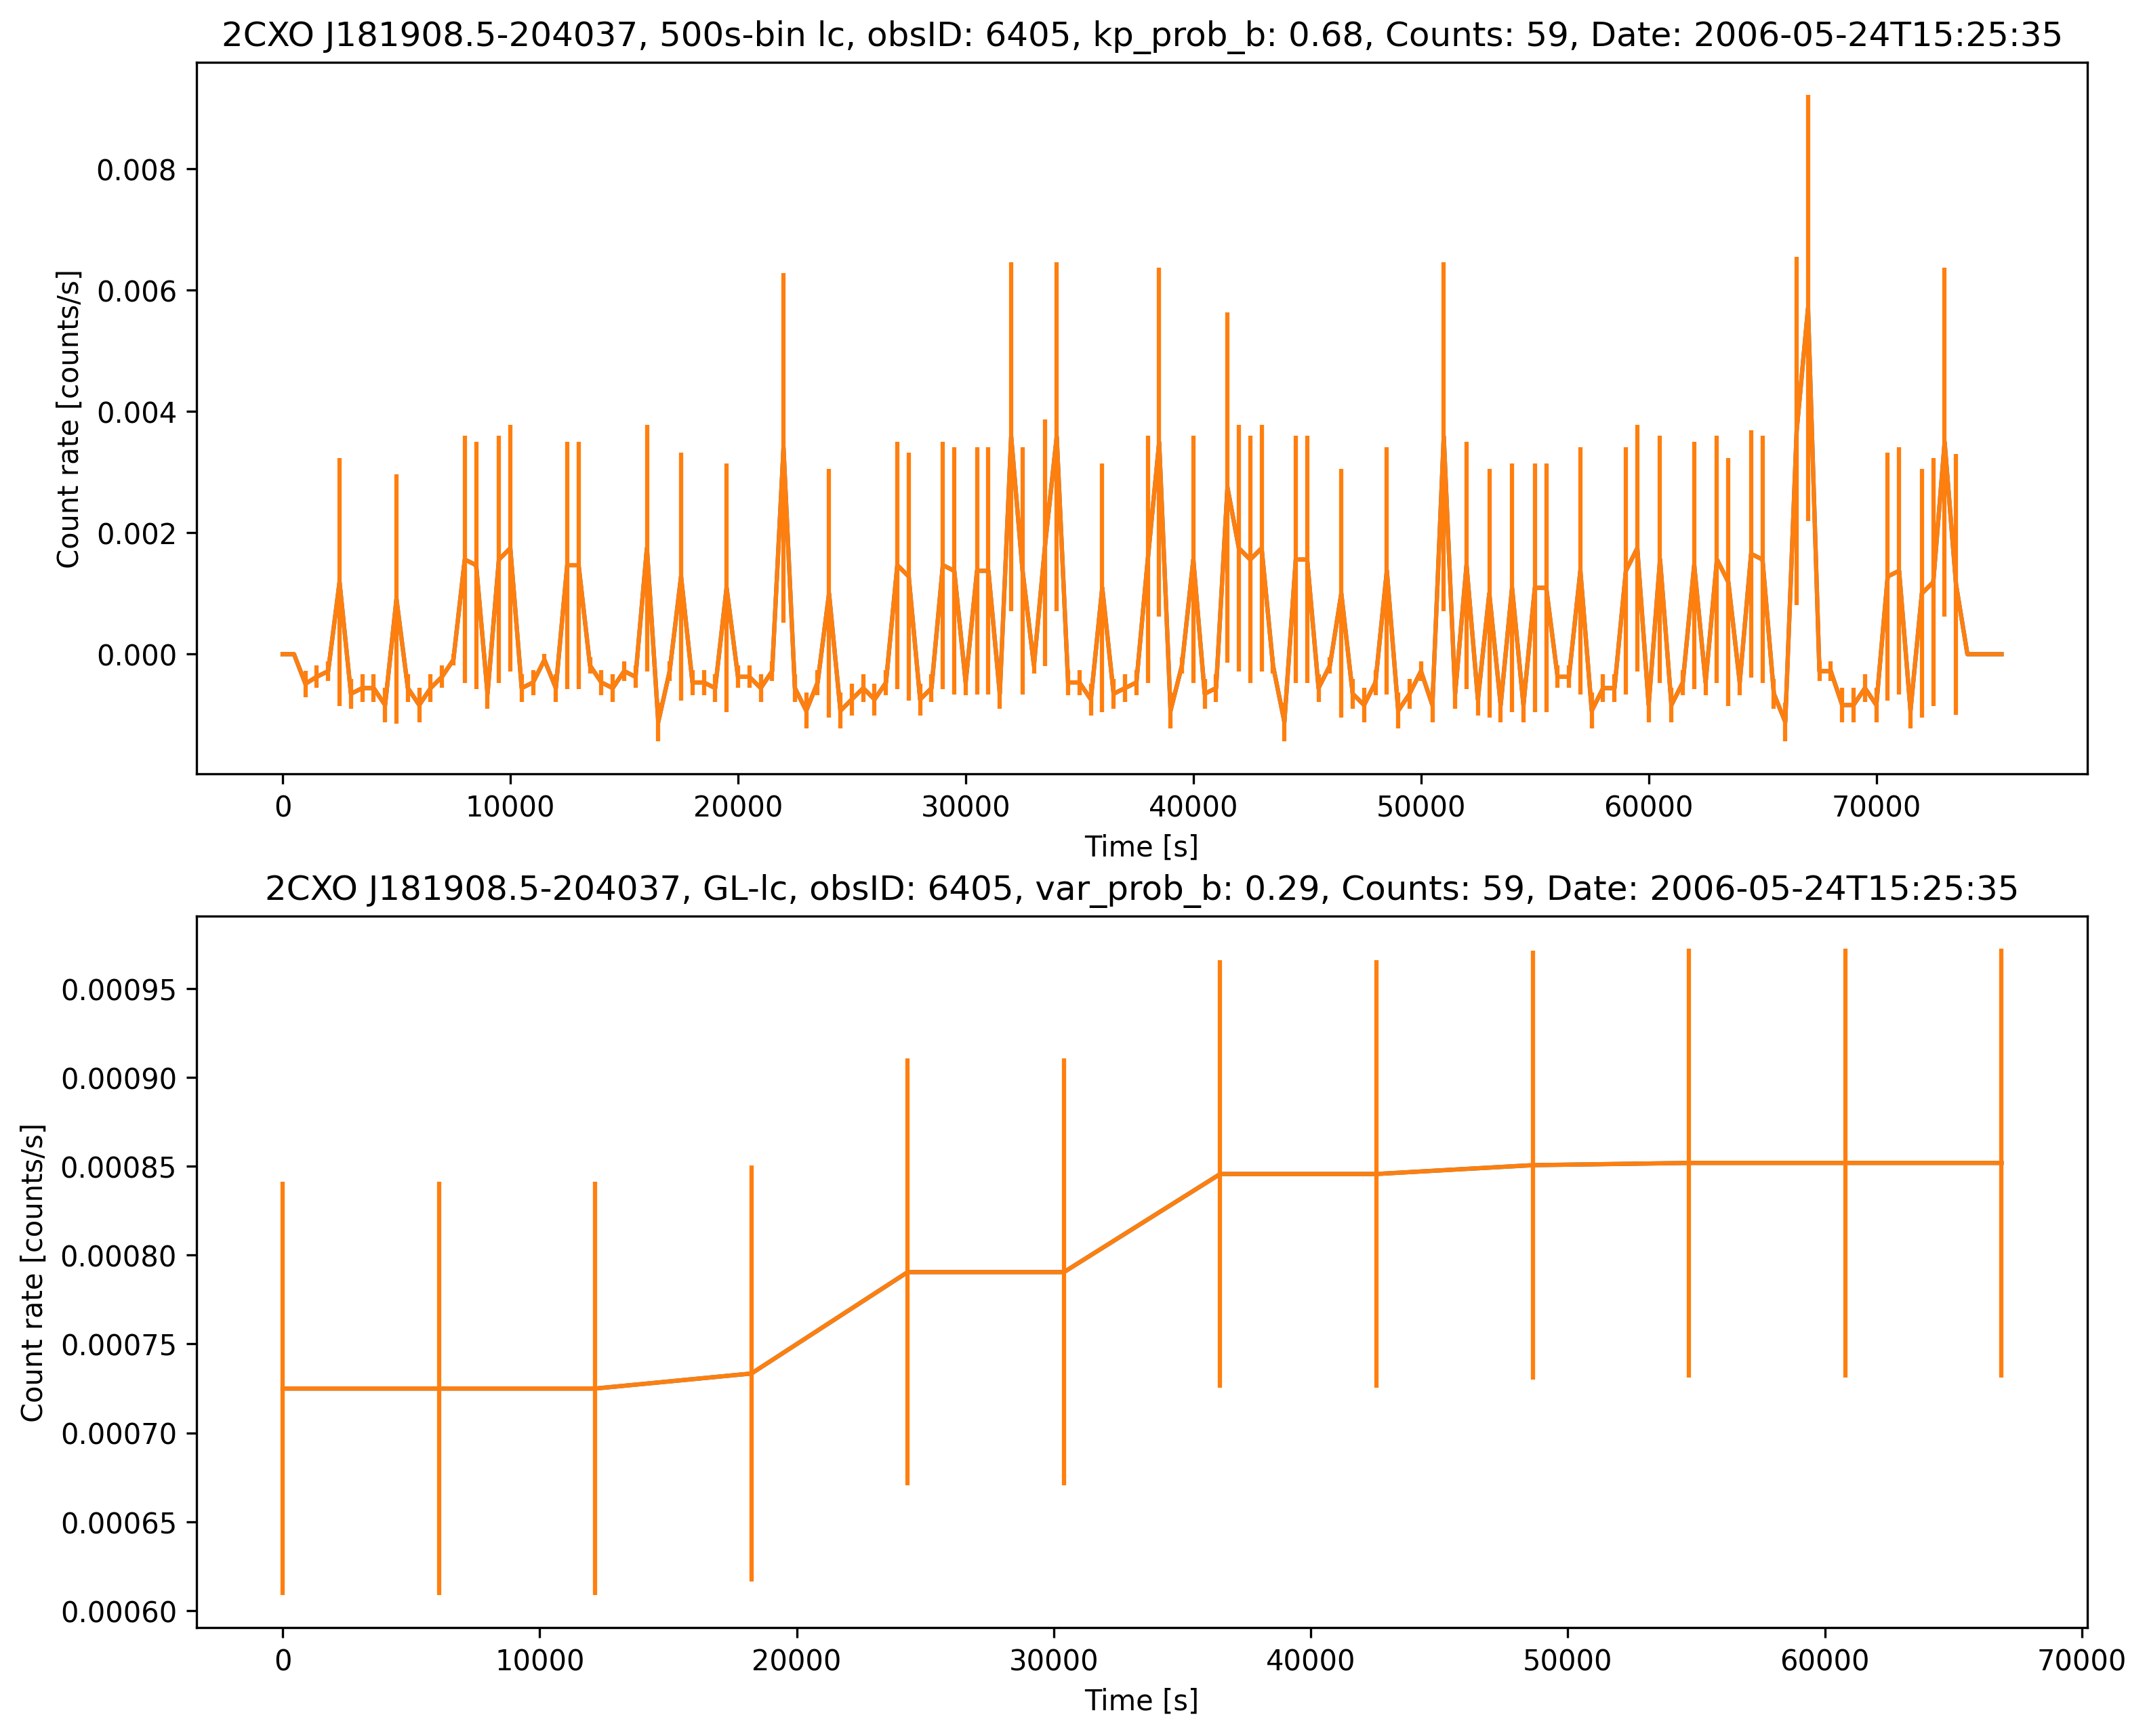 2CXO J181908.5-204037, 500s-bin lc, obsID: 6405, kp_prob_b: 0.68, Counts: 59, Date: 2006-05-24T15:25:35
Count rate [counts/s]
0.008
0.006
0.004
0.002
0.000
0 10000 20000 30000 40000 50000 60000 70000
Time [s]
2CXO J181908.5-204037, GL-lc, obsID: 6405, var_prob_b: 0.29, Counts: 59, Date: 2006-05-24T15:25:35
Count rate [counts/s]
0.00095
0.00090
0.00085
0.00080
0.00075
0.00070
0.00065
0.00060
0 10000 20000 30000 40000 50000 60000 70000
Time [s]